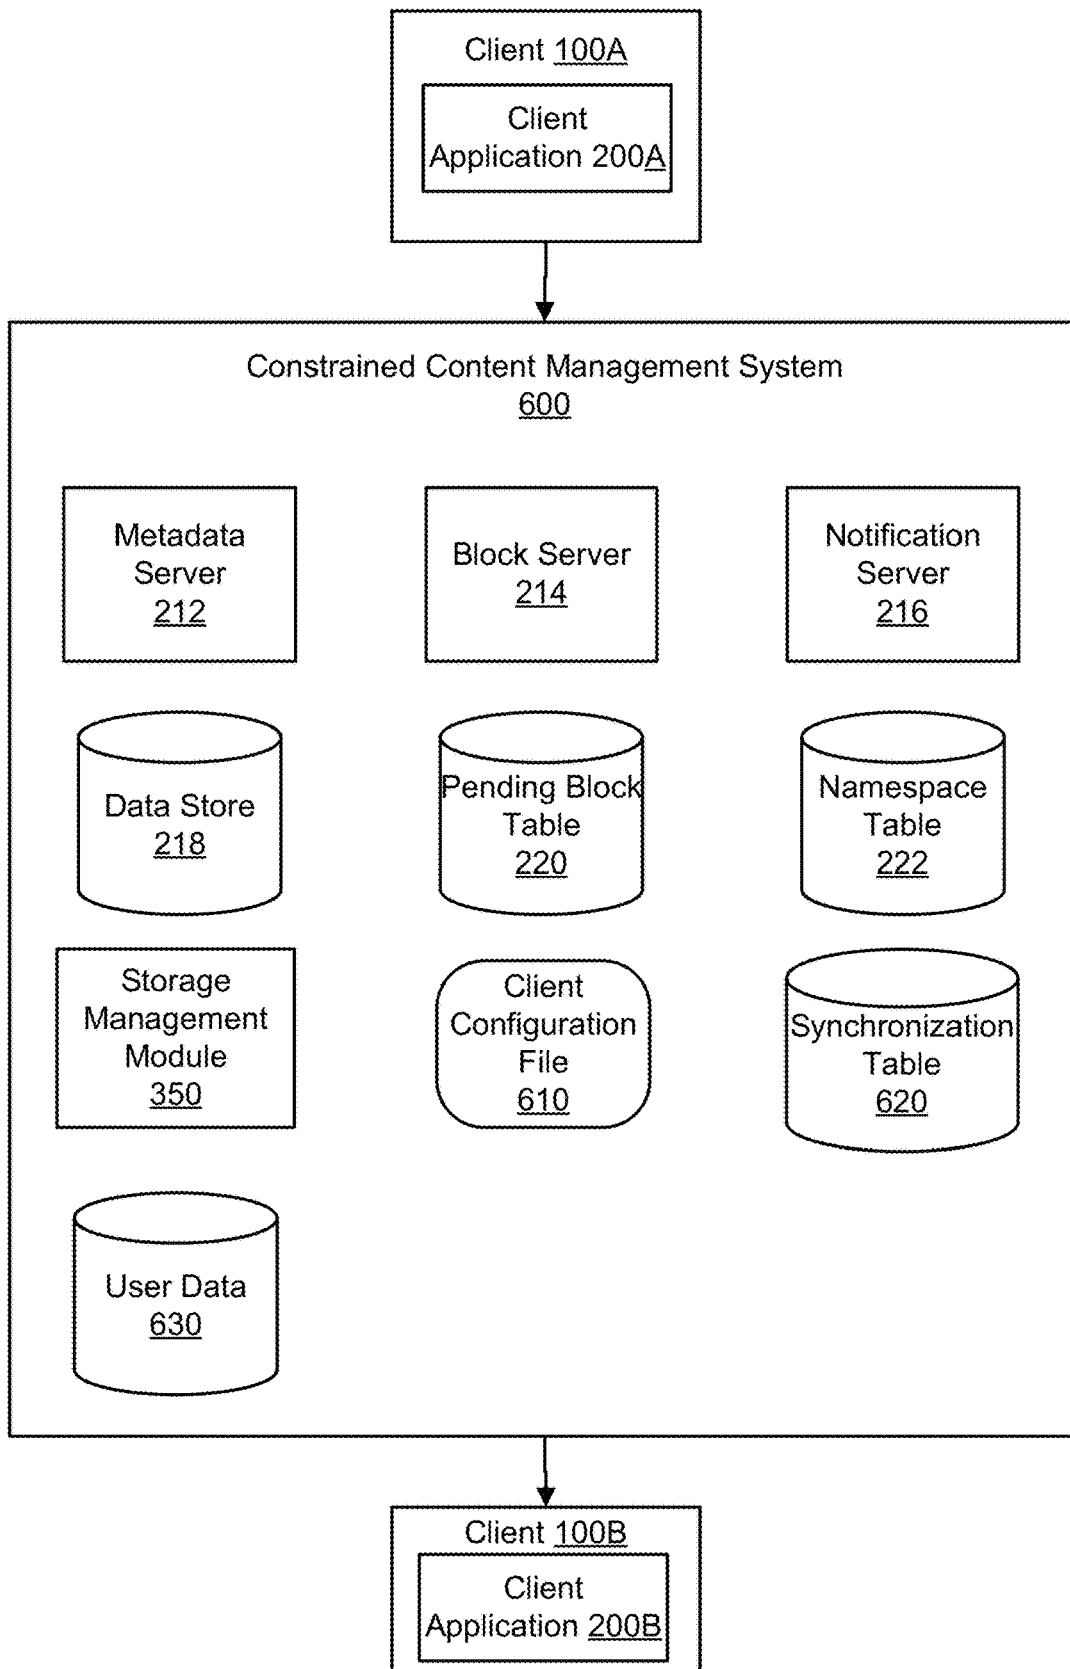 Client 100A
Client
Application 200A
Constrained Content Management System
600
Metadata
Server
212
Block Server
214
Notification
Server
216
Data Store
218
Pending Block
Table
220
Namespace
Table
222
Storage
Management
Module
350
Client
Configuration
File
610
Synchronization
Table
620
User Data
630
Client 100B
Client
Application 200B